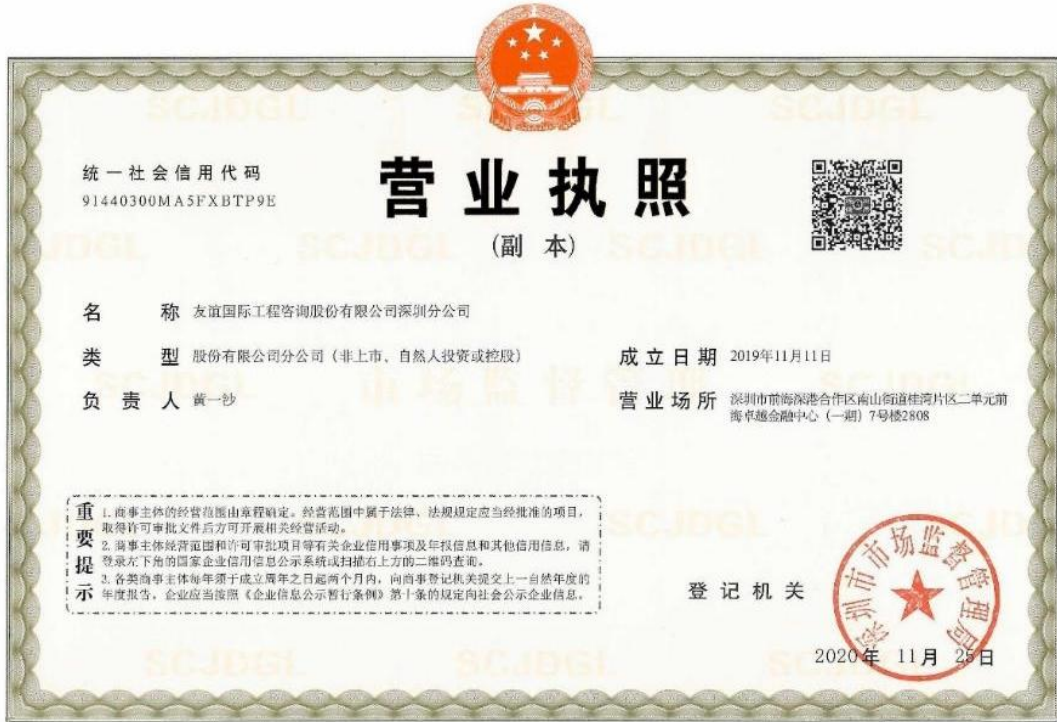 统一社会信用代码
91440300MA5FXBTP9E
营业执照
(副 本)
名 称 友谊国际工程咨询股份有限公司深圳分公司
类 型 股份有限公司分公司（非上市、自然人投资或控股）
负 责 人 黄一沙
成立日期 2019年11月11日
营业场所 深圳市前海深港合作区南山街道桂湾片区二单元前
海卓越金融中心（一期）7号楼2808
重要提示
1. 商事主体的经营范围由章程确定。经营范围中属于法律、法规规定应当经批准的项目，
取得许可审批文件后方可开展相关经营活动。
2. 商事主体经营范围和许可审批项目等有关企业信用事项及年报信息和其他信用信息，请
登录左下角的国家企业信用信息公示系统或扫描右上方的二维码查询。
3. 各类商事主体每年须于成立周年之日起两个月内，向商事登记机关提交上一自然年度的
年度报告。企业应当按照《企业信息公示暂行条例》第十条的规定向社会公示企业信息。
登记机关
深圳市市场监督管理局
2020年 11月 25日
SCJDGL
市场监督管理